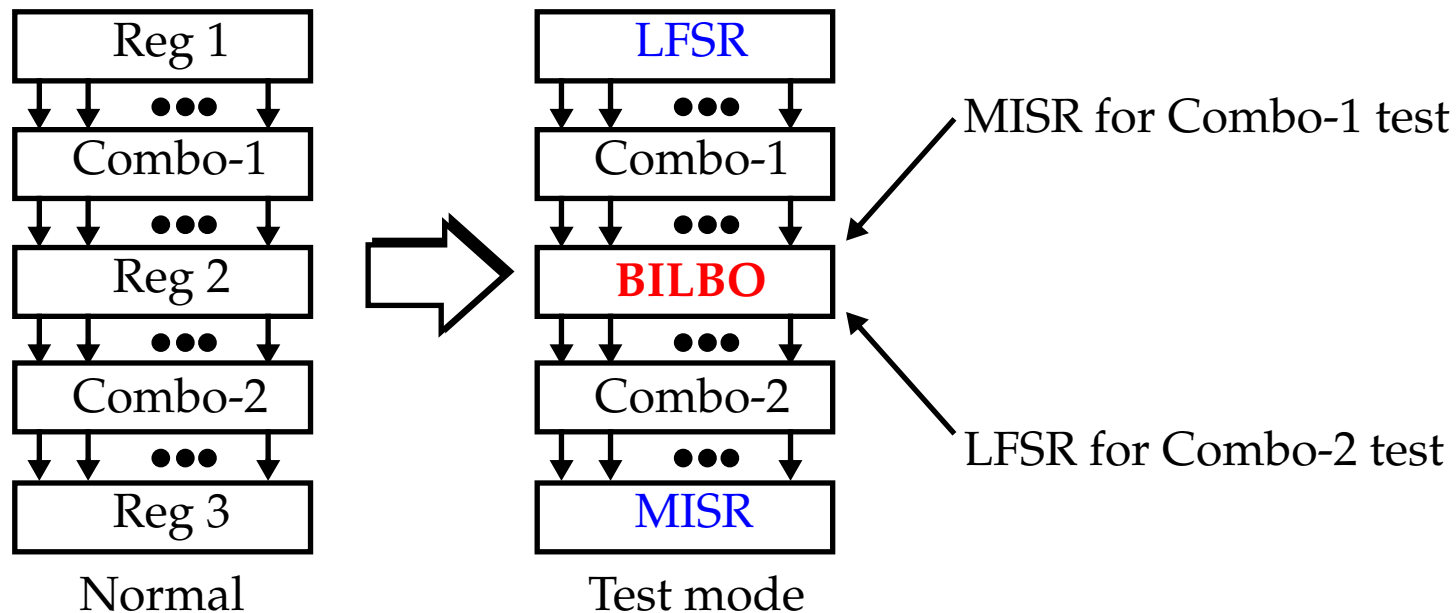 Reg 1
Combo-1
Reg 2
Combo-2
Reg 3
Normal
LFSR
Combo-1
BILBO
Combo-2
MISR
Test mode
MISR for Combo-1 test
LFSR for Combo-2 test